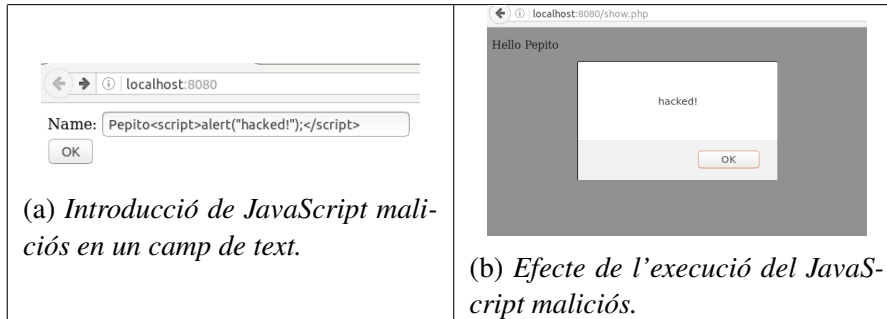 localhost:8080
Name: Pepito<script>alert("hacked!");</script>
OK
(a) Introducció de JavaScript mali-
ciós en un camp de text.
localhost:8080/show.php
Hello Pepito
hacked!
OK
(b) Efecte de l'execució del JavaS-
cript maliciós.